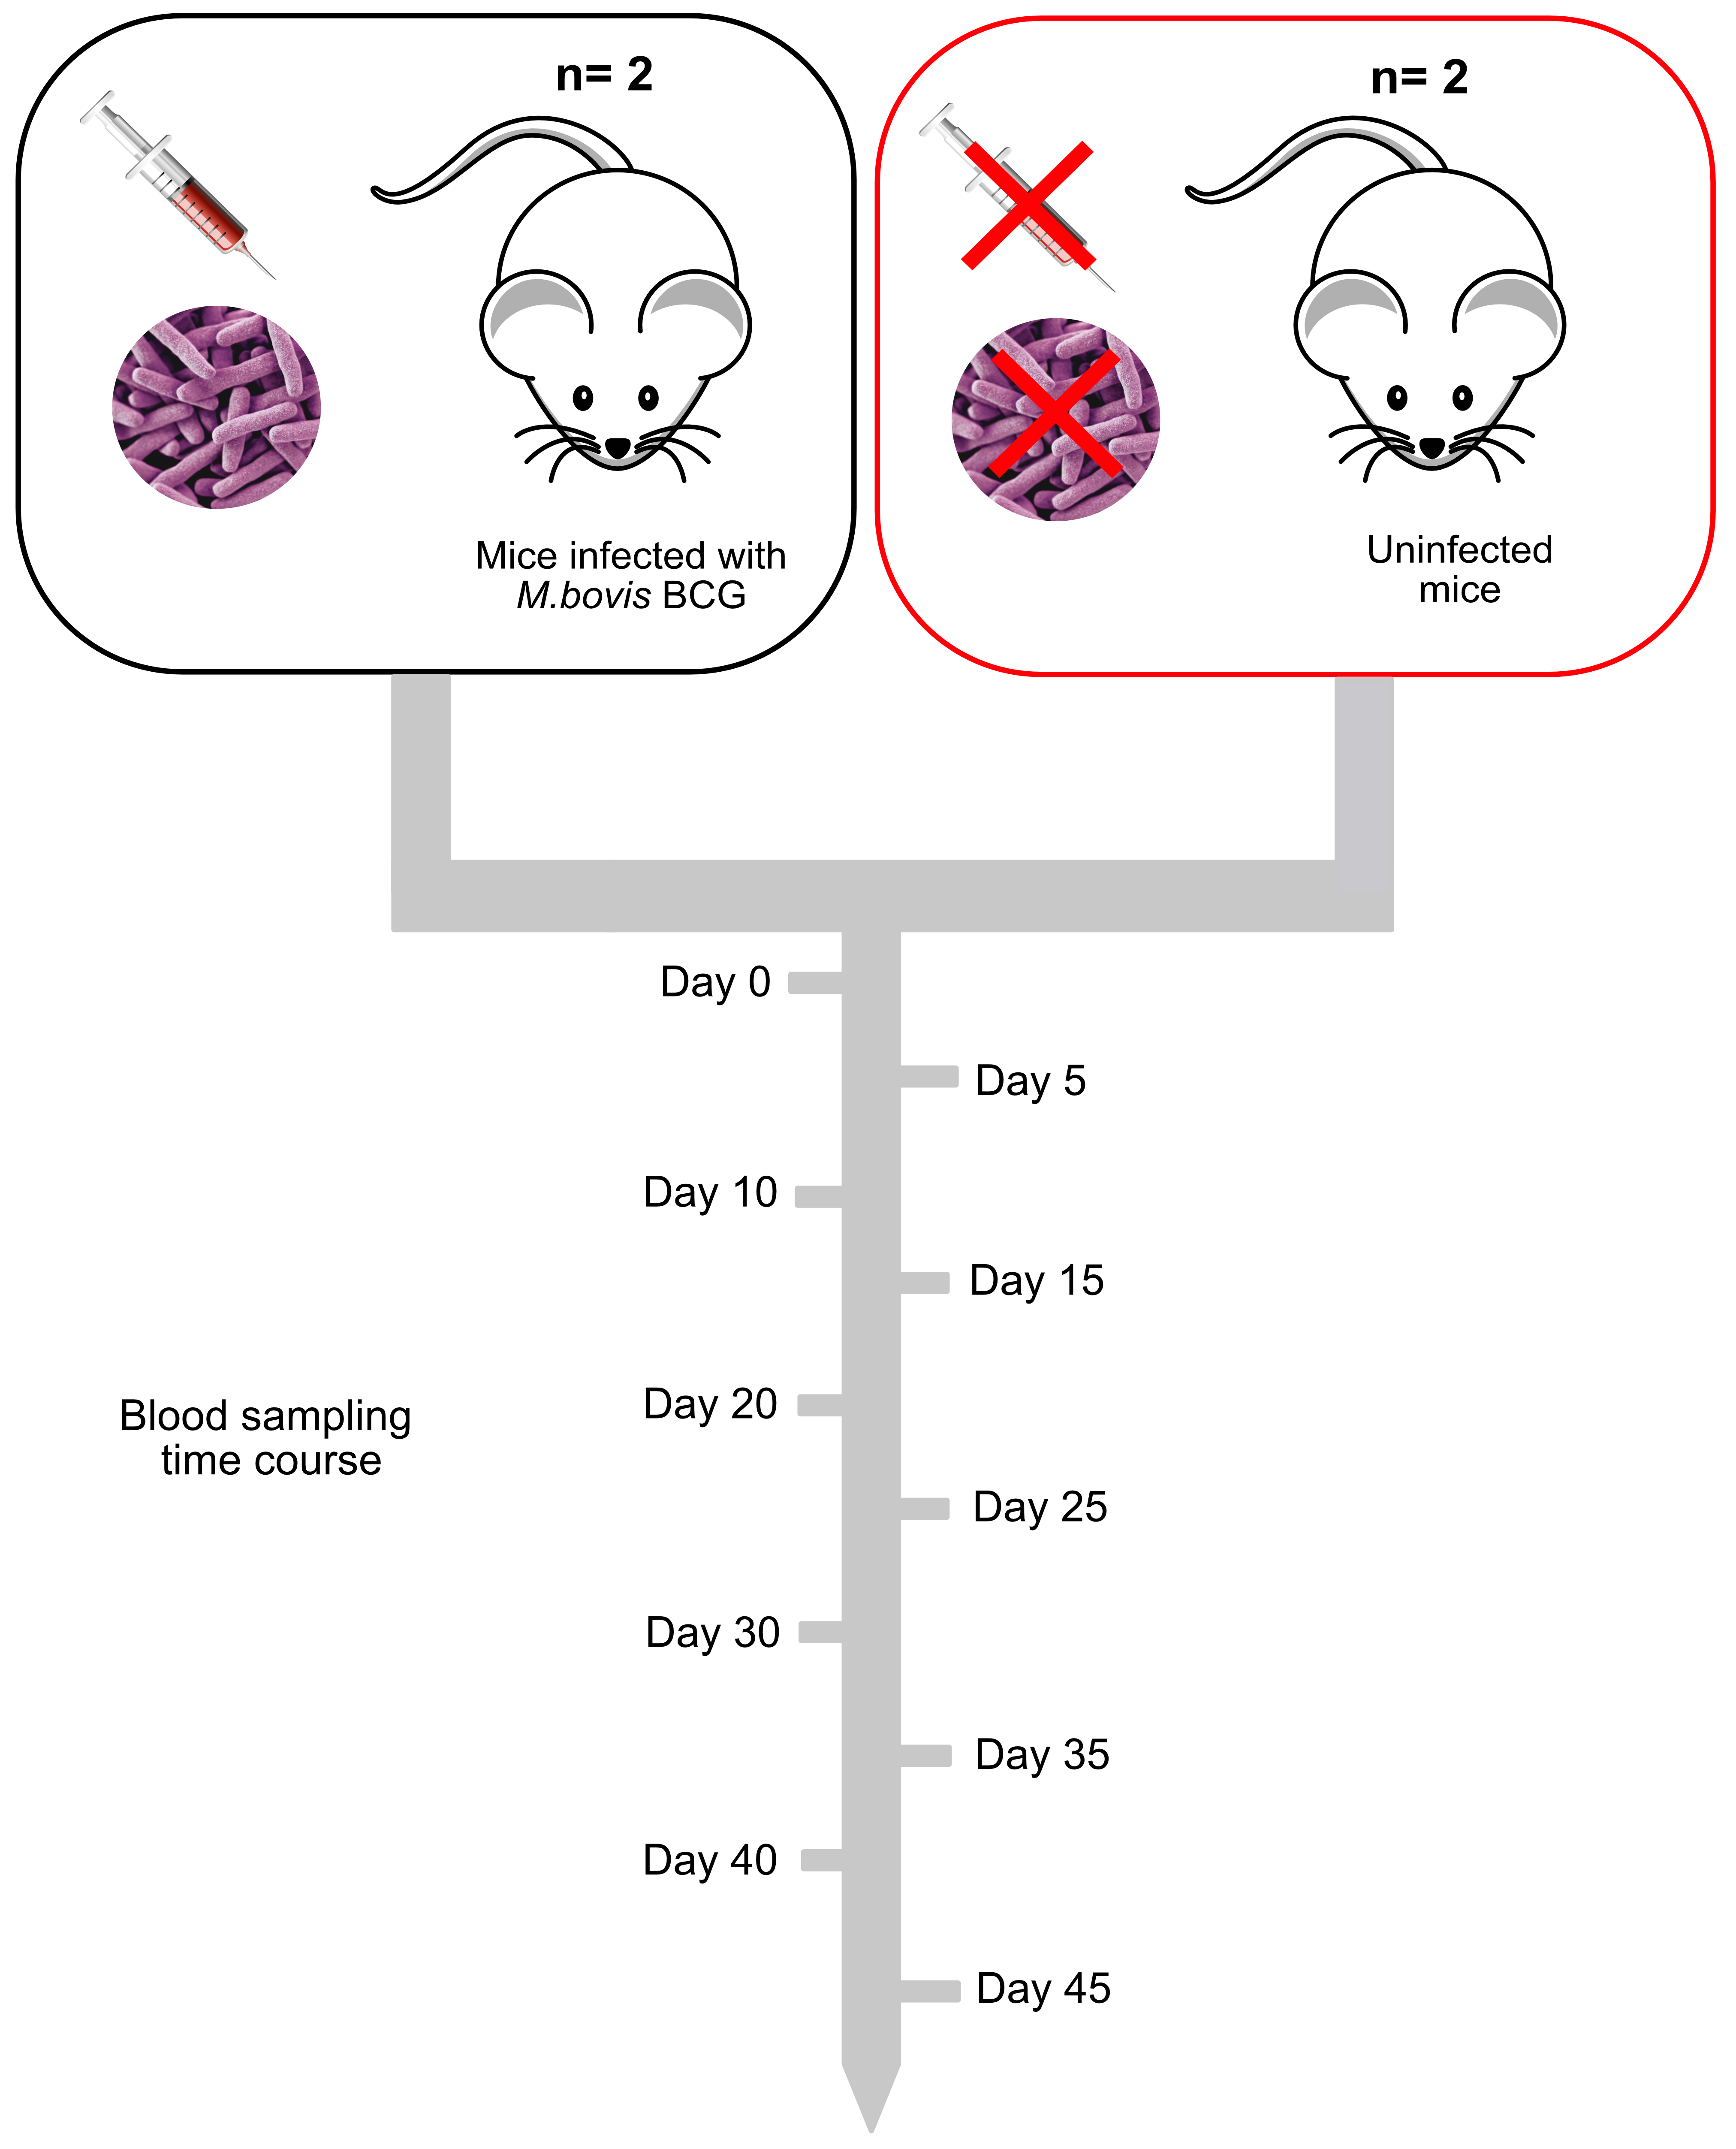 n= 2
Mice infected with
M.bovis BCG
n= 2
Uninfected
mice
Day 0
Day 5
Day 10
Day 15
Day 20
Blood sampling
time course
Day 25
Day 30
Day 35
Day 40
Day 45